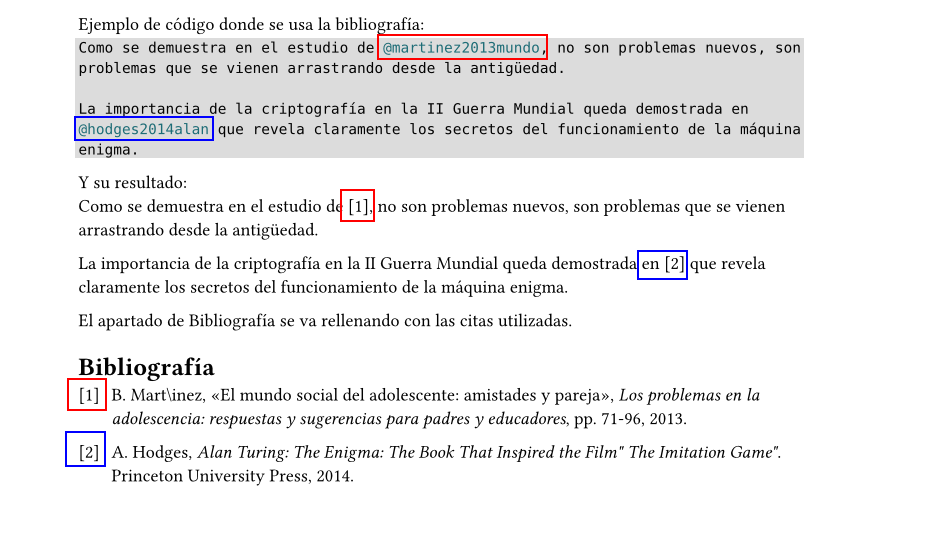 Ejemplo de código donde se usa la bibliografía:
Como se demuestra en el estudio de @martinez2013mundo, no son problemas nuevos, son
problemas que se vienen arrastrando desde la antigüedad.
La importancia de la criptografía en la II Guerra Mundial queda demostrada en
@hodges2014alan que revela claramente los secretos del funcionamiento de la máquina
enigma.
Y su resultado:
Como se demuestra en el estudio de [1], no son problemas nuevos, son problemas que se vienen
arrastrando desde la antigüedad.
La importancia de la criptografía en la II Guerra Mundial queda demostrada en [2] que revela
claramente los secretos del funcionamiento de la máquina enigma.
El apartado de Bibliografía se va rellenando con las citas utilizadas.
Bibliografía
[1] B. Mart\inez, «El mundo social del adolescente: amistades y pareja», Los problemas en la
adolescencia: respuestas y sugerencias para padres y educadores, pp. 71-96, 2013.
[2] A. Hodges, Alan Turing: The Enigma: The Book That Inspired the Film" The Imitation Game".
Princeton University Press, 2014.